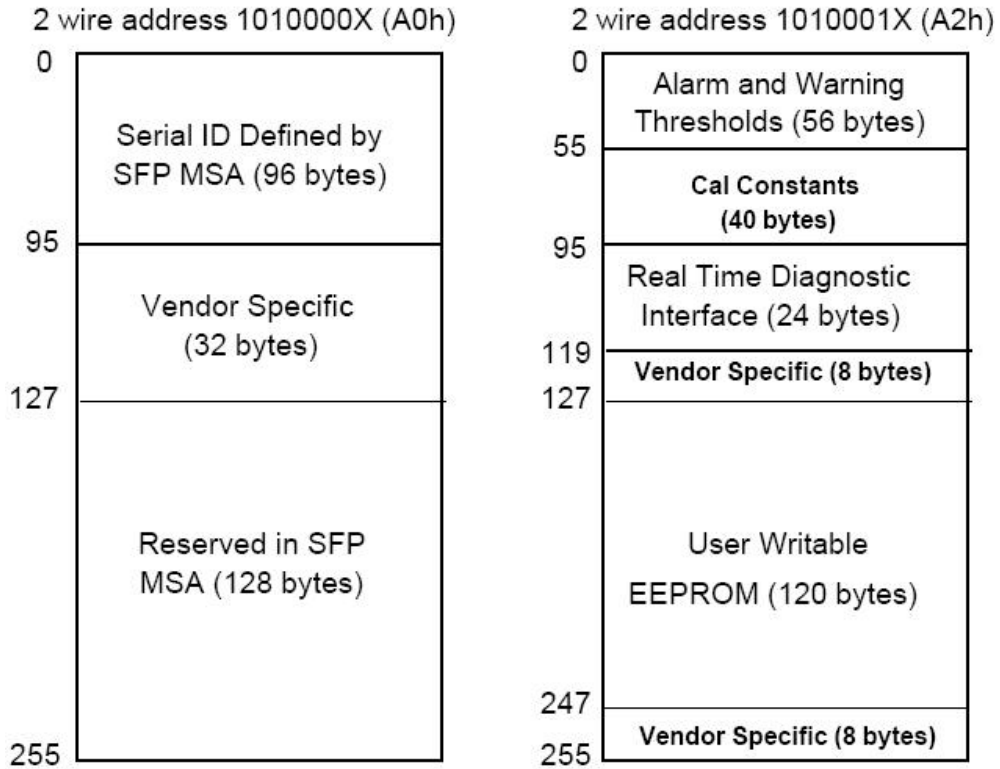 2 wire address 1010000X (A0h)
0
Serial ID Defined by
SFP MSA (96 bytes)
95
Vendor Specific
(32 bytes)
127
Reserved in SFP
MSA (128 bytes)
255
2 wire address 1010001X (A2h)
0
Alarm and Warning
Thresholds (56 bytes)
55
Cal Constants
(40 bytes)
95
Real Time Diagnostic
Interface (24 bytes)
119
Vendor Specific (8 bytes)
127
User Writable
EEPROM (120 bytes)
247
Vendor Specific (8 bytes)
255